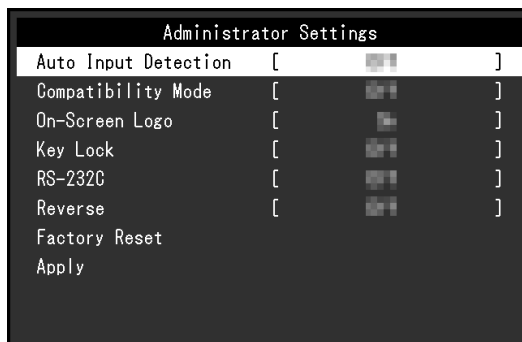 Administrator Settings
Auto Input Detection [ ]
Compatibility Mode [ ]
On-Screen Logo [ ]
Key Lock [ ]
RS-232C [ ]
Reverse [ ]
Factory Reset
Apply